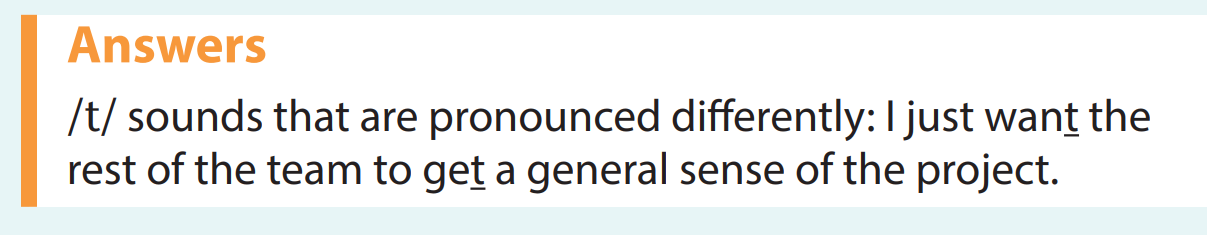 Answers
/t/ sounds that are pronounced differently: I just want the
rest of the team to get a general sense of the project.